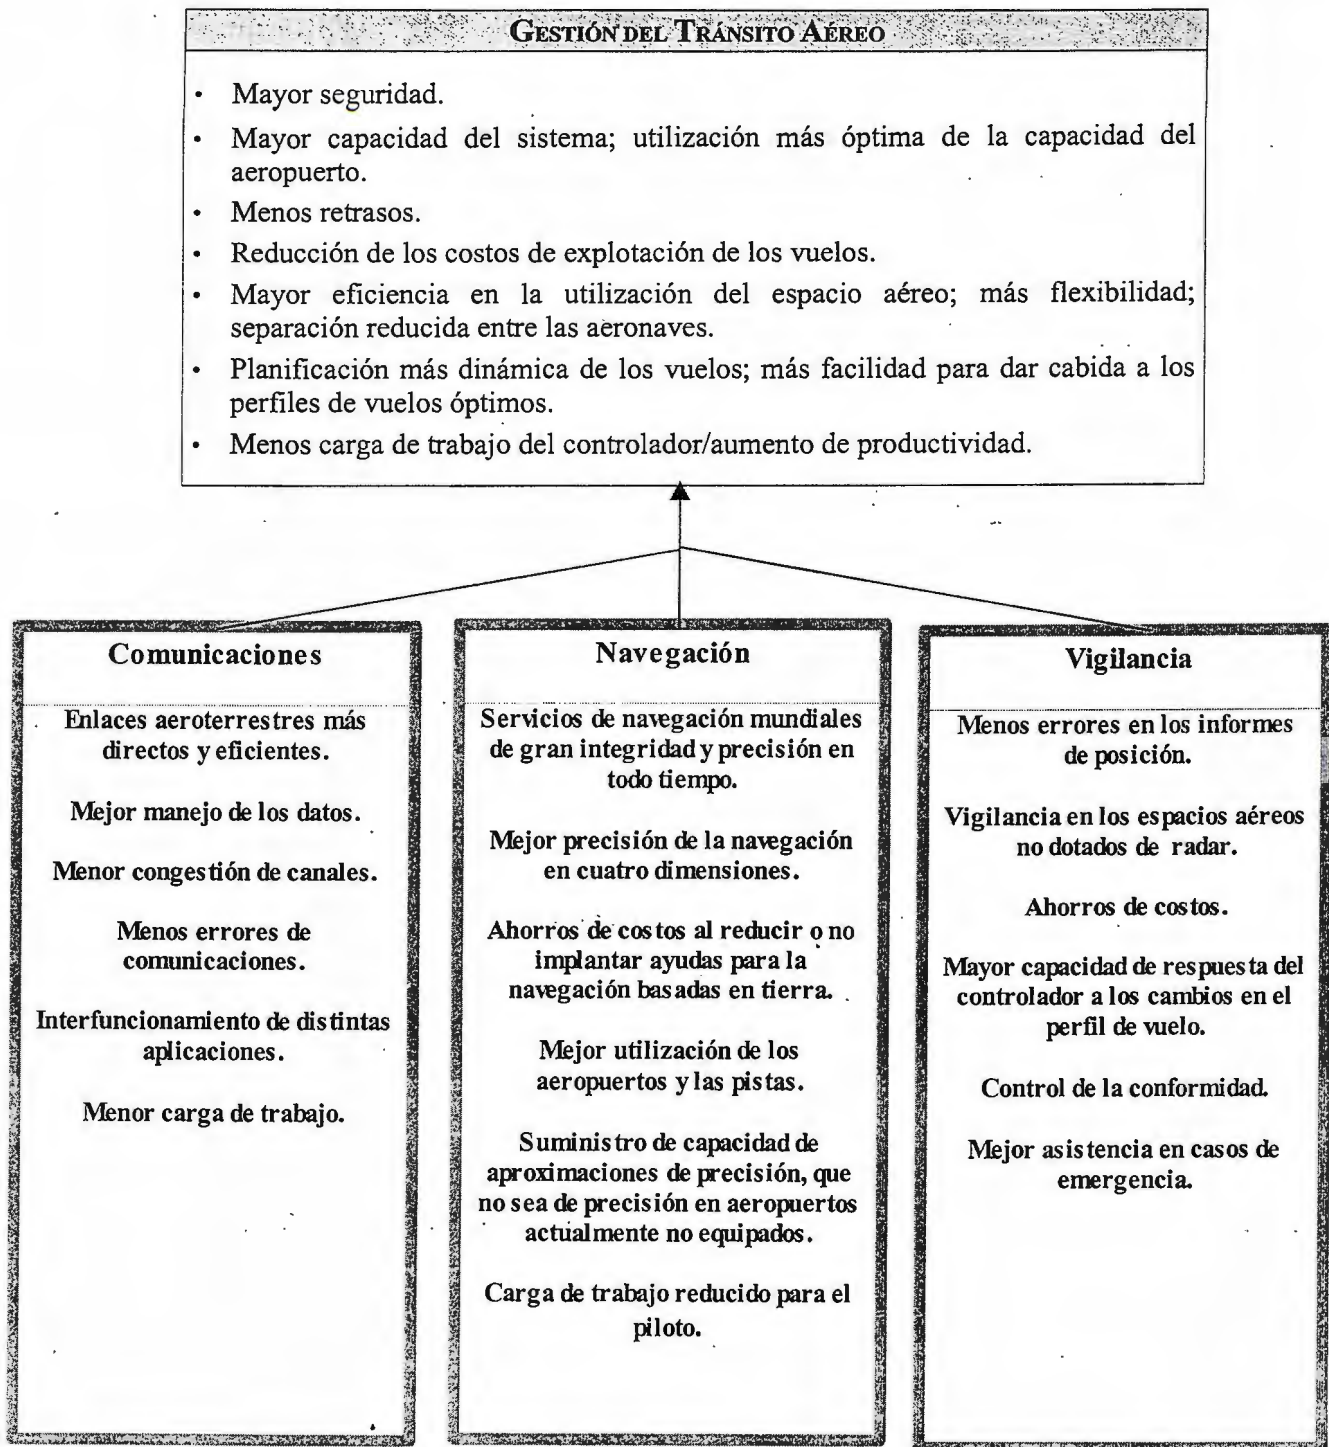 GESTIÓN DEL TRÁNSITO AÉREO
• Mayor seguridad.
• Mayor capacidad del sistema; utilización más óptima de la capacidad del
aeropuerto.
• Menos retrasos.
• Reducción de los costos de explotación de los vuelos.
• Mayor eficiencia en la utilización del espacio aéreo; más flexibilidad;
separación reducida entre las aeronaves.
• Planificación más dinámica de los vuelos; más facilidad para dar cabida a los
perfiles de vuelos óptimos.
• Menos carga de trabajo del controlador/aumento de productividad.
Comunicaciones
Enlaces aeroterrestres más
directos y eficientes.
Mejor manejo de los datos.
Menor congestión de canales.
Menos errores de
comunicaciones.
Interfuncionamiento de distintas
aplicaciones.
Menor carga de trabajo.
Navegación
Servicios de navegación mundiales
de gran integridad y precisión en
todo tiempo.
Mejor precisión de la navegación
en cuatro dimensiones.
Ahorros de costos al reducir o no
implantar ayudas para la
navegación basadas en tierra.
Mejor utilización de los
aeropuertos y las pistas.
Suministro de capacidad de
aproximaciones de precisión, que
no sea de precisión en aeropuertos
actualmente no equipados.
Carga de trabajo reducido para el
piloto.
Vigilancia
Menos errores en los informes
de posición.
Vigilancia en los espacios aéreos
no dotados de radar.
Ahorros de costos.
Mayor capacidad de respuesta del
controlador a los cambios en el
perfil de vuelo.
Control de la conformidad.
Mejor asistencia en casos de
emergencia.